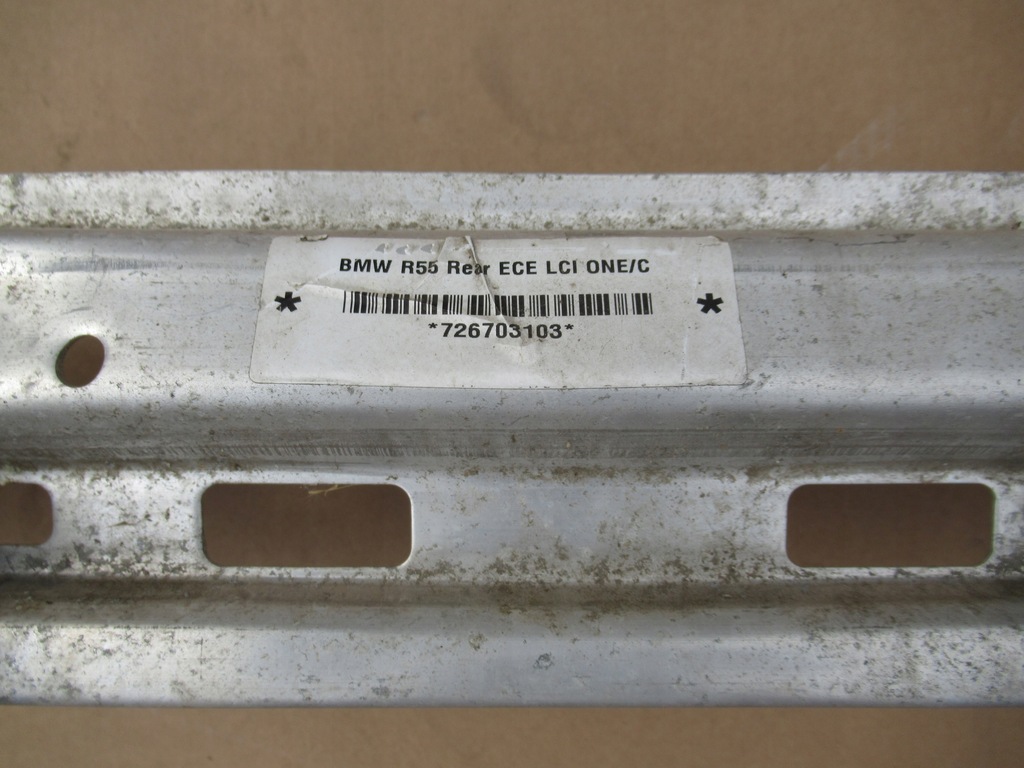 BMW R55 Rear ECE LCI ONE/C
* *
*726703103*